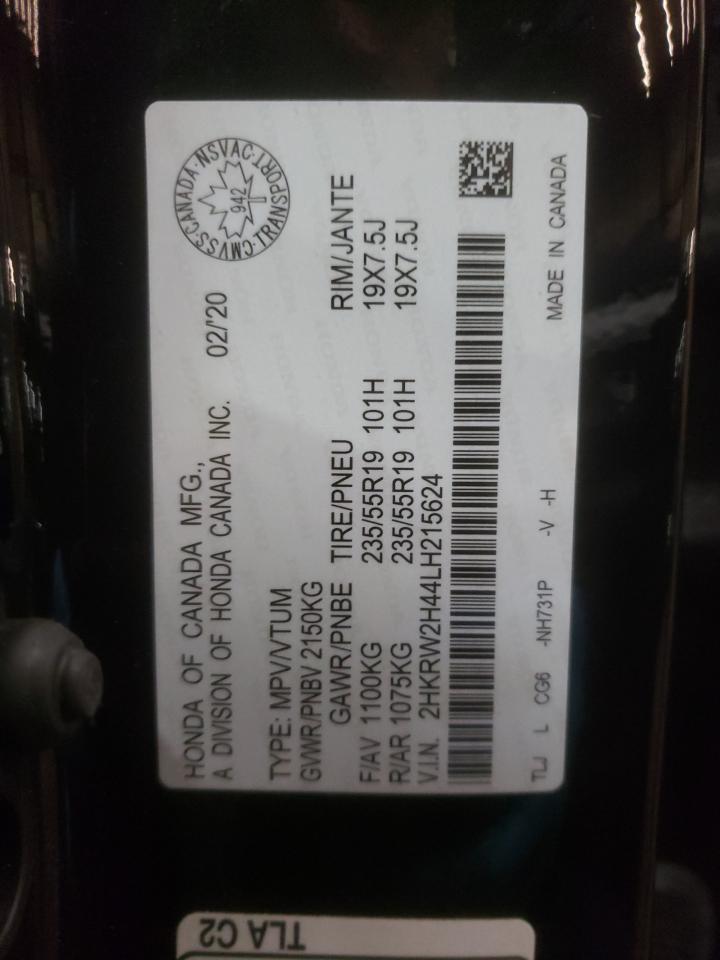 HONDA OF CANADA MFG.,
A DIVISION OF HONDA CANADA INC. 02/'20
CMVSS·CANADA·NSVAC·TRANSPORT·
942
TYPE: MPV/VTUM
GVWR/PNBV 2150KG
GAWR/PNBE TIRE/PNEU RIM/JANTE
F/AV 1100KG 235/55R19 101H 19X7.5J
R/AR 1075KG 235/55R19 101H 19X7.5J
V.I.N. 2HKRW2H44LH215624
TLJ L CG6 -NH731P -V -H MADE IN CANADA
TLA C2